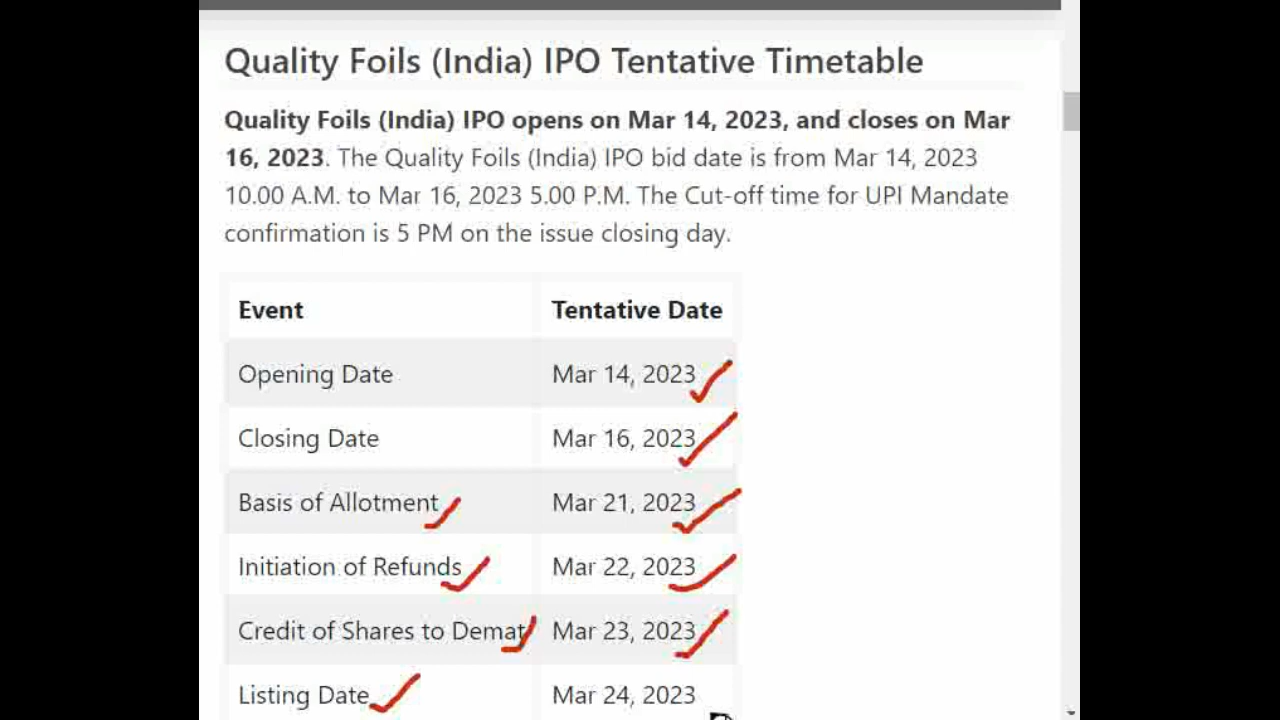 Quality Foils (India) IPO Tentative Timetable
Quality Foils (India) IPO opens on Mar 14, 2023, and closes on Mar
16, 2023. The Quality Foils (India) IPO bid date is from Mar 14, 2023
10.00 A.M. to Mar 16, 2023 5.00 P.M. The Cut-off time for UPI Mandate
confirmation is 5 PM on the issue closing day.
Event Tentative Date
Opening Date Mar 14, 2023
Closing Date Mar 16, 2023
Basis of Allotment Mar 21, 2023
Initiation of Refunds Mar 22, 2023
Credit of Shares to Demat Mar 23, 2023
Listing Date Mar 24, 2023